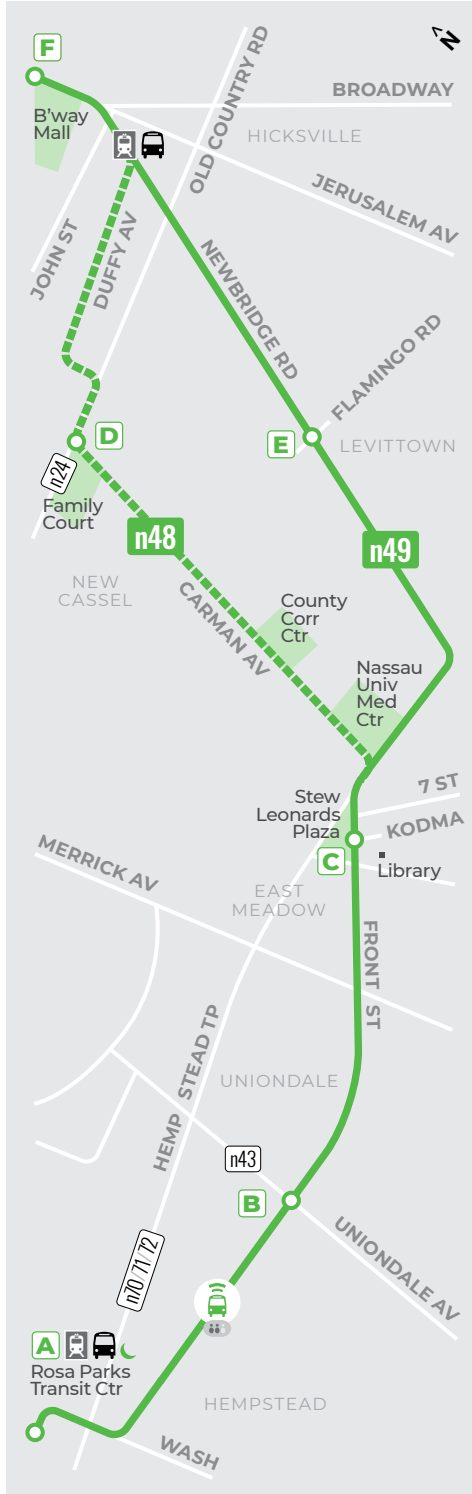 N
F
BROADWAY
B'way
Mall
OLD COUNTRY RD
HICKSVILLE
JERUSALEM AV
JOHN ST
DUFFY AV
NEWBRIDGE RD
FLAMINGO RD
D
E
LEVITTOWN
n24
Family
Court
n48
n49
NEW
CASSEL
CARMAN AV
County
Corr
Ctr
Nassau
Univ
Med
Ctr
7 ST
Stew
Leonards
Plaza
KODMA
C
Library
MERRICK AV
EAST
MEADOW
FRONT ST
HEMP STEAD TP
UNIONDALE
n43
B
UNIONDALE AV
n70/71/72
A
Rosa Parks
Transit Ctr
HEMPSTEAD
WASH